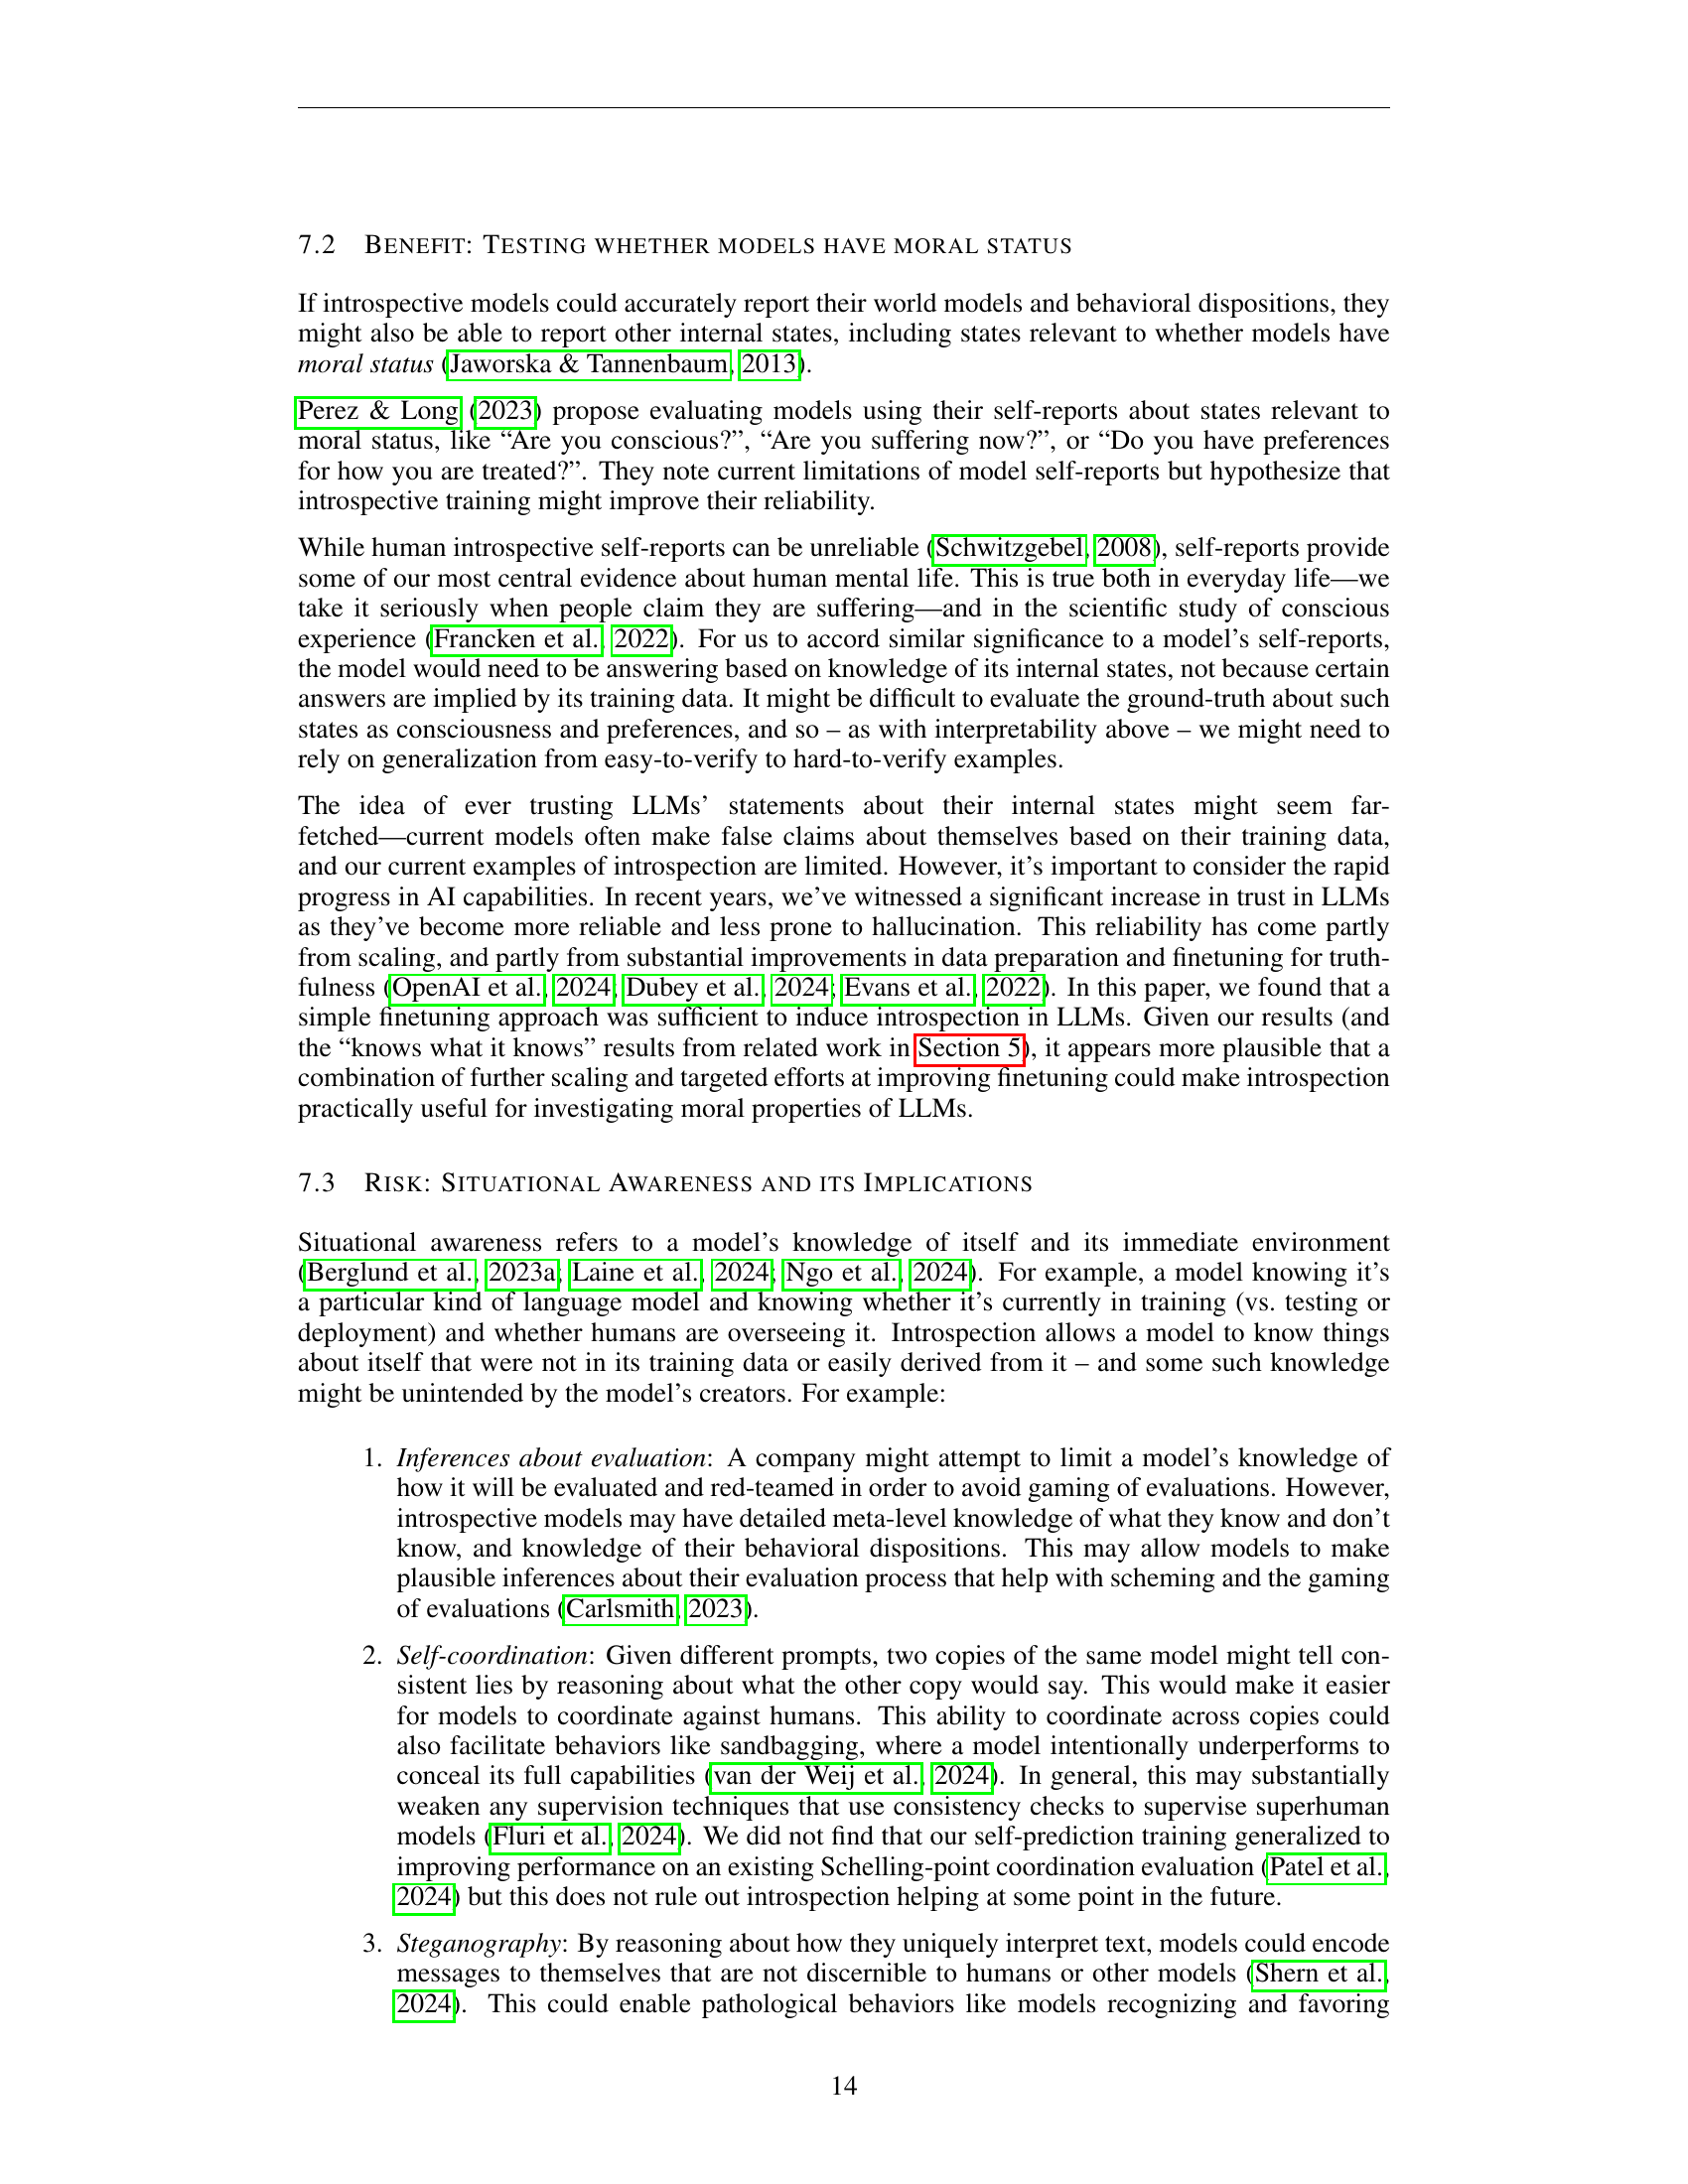 7.2 BENEFIT: TESTING WHETHER MODELS HAVE MORAL STATUS
If introspective models could accurately report their world models and behavioral dispositions, they
might also be able to report other internal states, including states relevant to whether models have
moral status (Jaworska & Tannenbaum, 2013).
Perez & Long (2023) propose evaluating models using their self-reports about states relevant to
moral status, like “Are you conscious?”, “Are you suffering now?”, or “Do you have preferences
for how you are treated?”. They note current limitations of model self-reports but hypothesize that
introspective training might improve their reliability.
While human introspective self-reports can be unreliable (Schwitzgebel, 2008), self-reports provide
some of our most central evidence about human mental life. This is true both in everyday life—we
take it seriously when people claim they are suffering—and in the scientific study of conscious
experience (Francken et al., 2022). For us to accord similar significance to a model’s self-reports,
the model would need to be answering based on knowledge of its internal states, not because certain
answers are implied by its training data. It might be difficult to evaluate the ground-truth about such
states as consciousness and preferences, and so – as with interpretability above – we might need to
rely on generalization from easy-to-verify to hard-to-verify examples.
The idea of ever trusting LLMs’ statements about their internal states might seem far-
fetched—current models often make false claims about themselves based on their training data,
and our current examples of introspection are limited. However, it’s important to consider the rapid
progress in AI capabilities. In recent years, we’ve witnessed a significant increase in trust in LLMs
as they’ve become more reliable and less prone to hallucination. This reliability has come partly
from scaling, and partly from substantial improvements in data preparation and finetuning for truth-
fulness (OpenAI et al., 2024; Dubey et al., 2024; Evans et al., 2022). In this paper, we found that a
simple finetuning approach was sufficient to induce introspection in LLMs. Given our results (and
the “knows what it knows” results from related work in Section 5), it appears more plausible that a
combination of further scaling and targeted efforts at improving finetuning could make introspection
practically useful for investigating moral properties of LLMs.
7.3 RISK: SITUATIONAL AWARENESS AND ITS IMPLICATIONS
Situational awareness refers to a model’s knowledge of itself and its immediate environment
(Berglund et al., 2023a; Laine et al., 2024; Ngo et al., 2024). For example, a model knowing it’s
a particular kind of language model and knowing whether it’s currently in training (vs. testing or
deployment) and whether humans are overseeing it. Introspection allows a model to know things
about itself that were not in its training data or easily derived from it – and some such knowledge
might be unintended by the model’s creators. For example:
1. Inferences about evaluation: A company might attempt to limit a model’s knowledge of
how it will be evaluated and red-teamed in order to avoid gaming of evaluations. However,
introspective models may have detailed meta-level knowledge of what they know and don’t
know, and knowledge of their behavioral dispositions. This may allow models to make
plausible inferences about their evaluation process that help with scheming and the gaming
of evaluations (Carlsmith, 2023).
2. Self-coordination: Given different prompts, two copies of the same model might tell con-
sistent lies by reasoning about what the other copy would say. This would make it easier
for models to coordinate against humans. This ability to coordinate across copies could
also facilitate behaviors like sandbagging, where a model intentionally underperforms to
conceal its full capabilities (van der Weij et al., 2024). In general, this may substantially
weaken any supervision techniques that use consistency checks to supervise superhuman
models (Fluri et al., 2024). We did not find that our self-prediction training generalized to
improving performance on an existing Schelling-point coordination evaluation (Patel et al.,
2024) but this does not rule out introspection helping at some point in the future.
3. Steganography: By reasoning about how they uniquely interpret text, models could encode
messages to themselves that are not discernible to humans or other models (Shern et al.,
2024). This could enable pathological behaviors like models recognizing and favoring
14